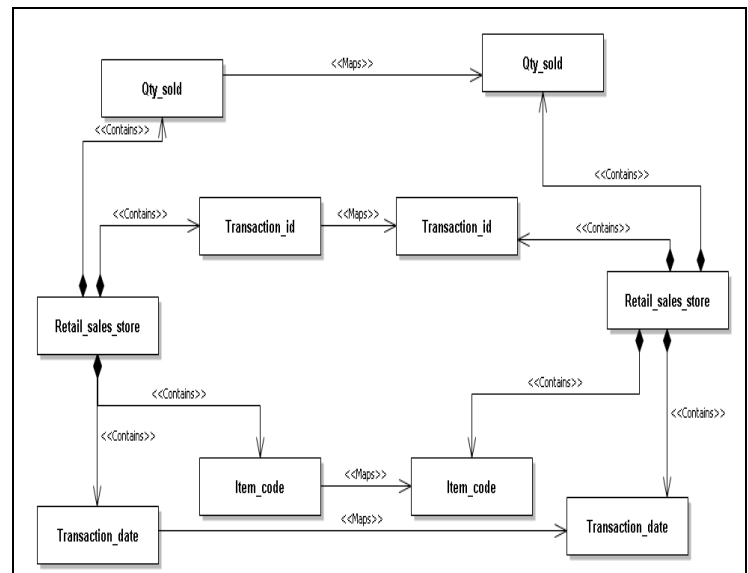 <<Maps>>
Qty_sold
Qty_sold
<<Contains>>
<<Contains>>
<<Contains>>
Transaction_id
<<Maps>>
Transaction_id
<<Contains>>
Retail_sales_store
Retail_sales_store
<<Contains>>
<<Contains>>
<<Contains>>
<<Contains>>
Item_code
<<Maps>>
Item_code
<<Maps>>
Transaction_date
Transaction_date